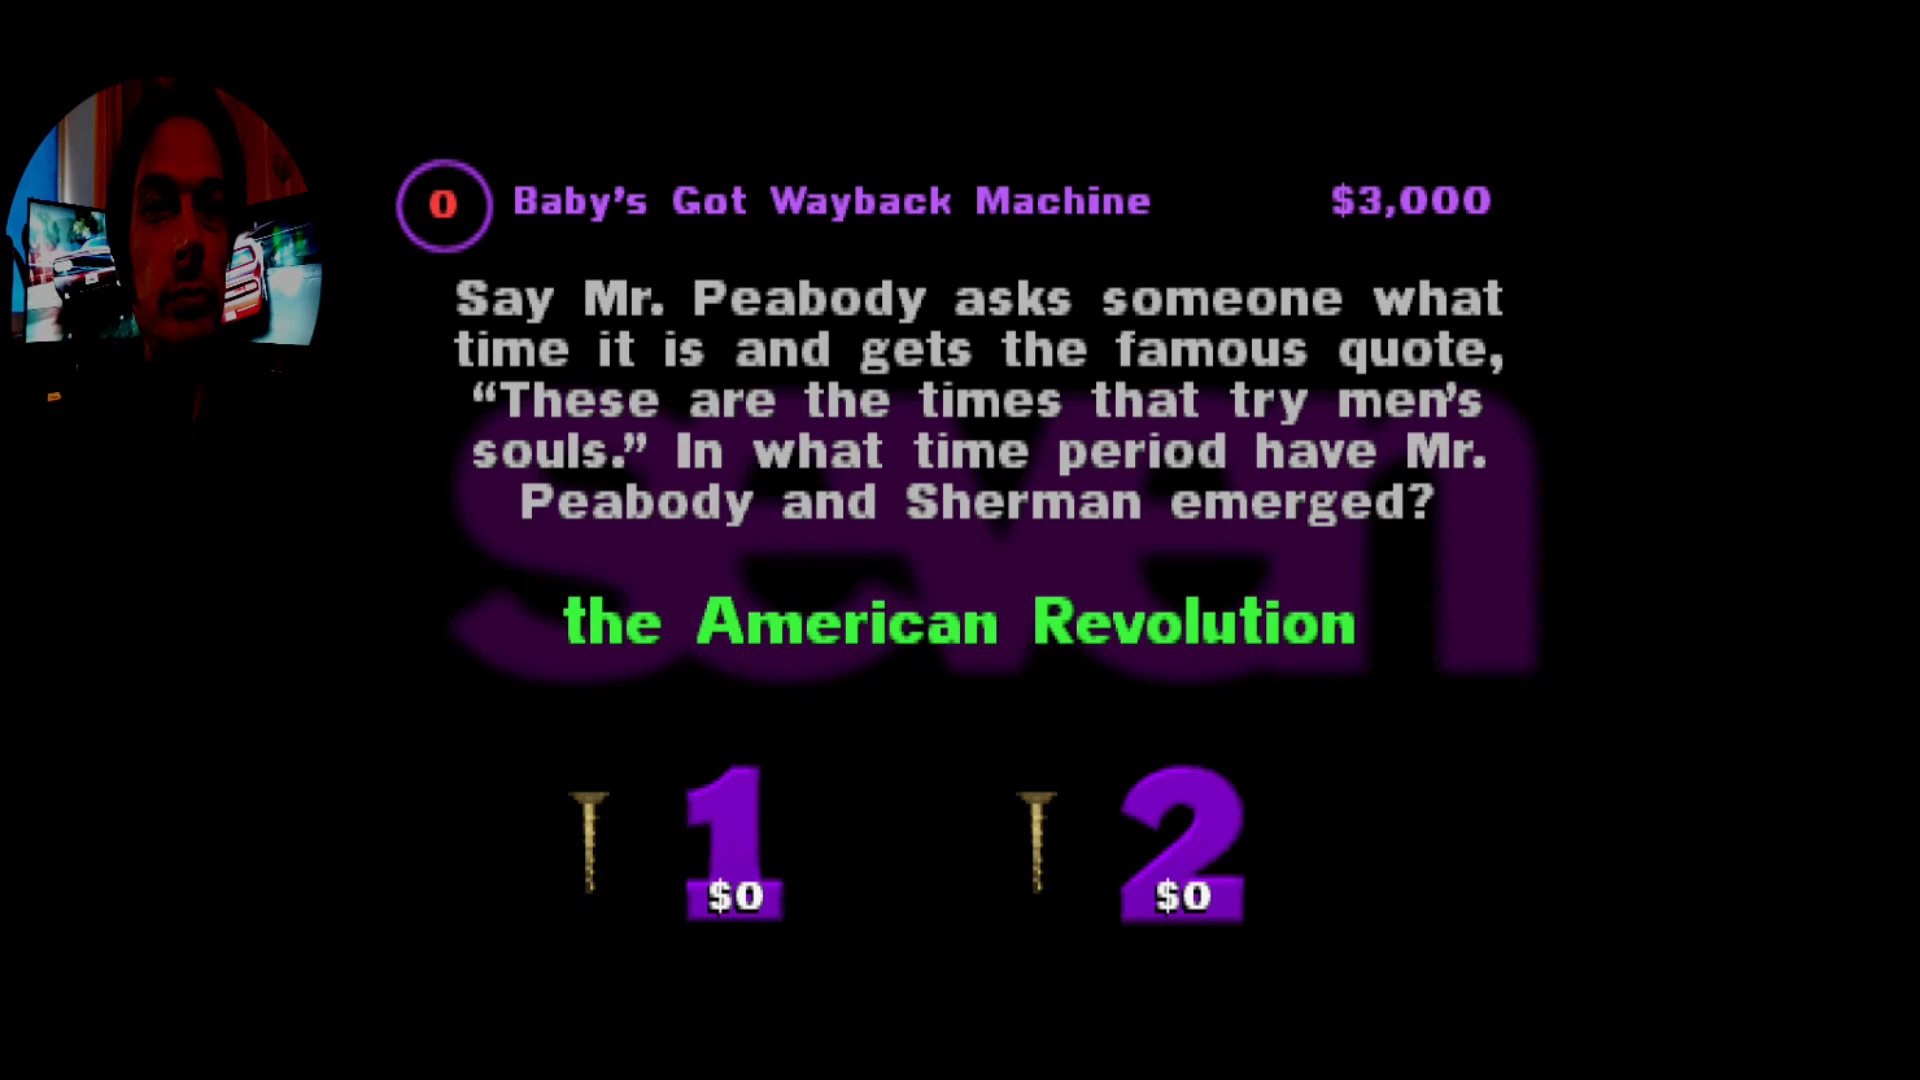 0 Baby's Got Wayback Machine $3,000
Say Mr. Peabody asks someone what
time it is and gets the famous quote,
“These are the times that try men's
souls.” In what time period have Mr.
Peabody and Sherman emerged?
seven
the American Revolution
1 2
$0 $0